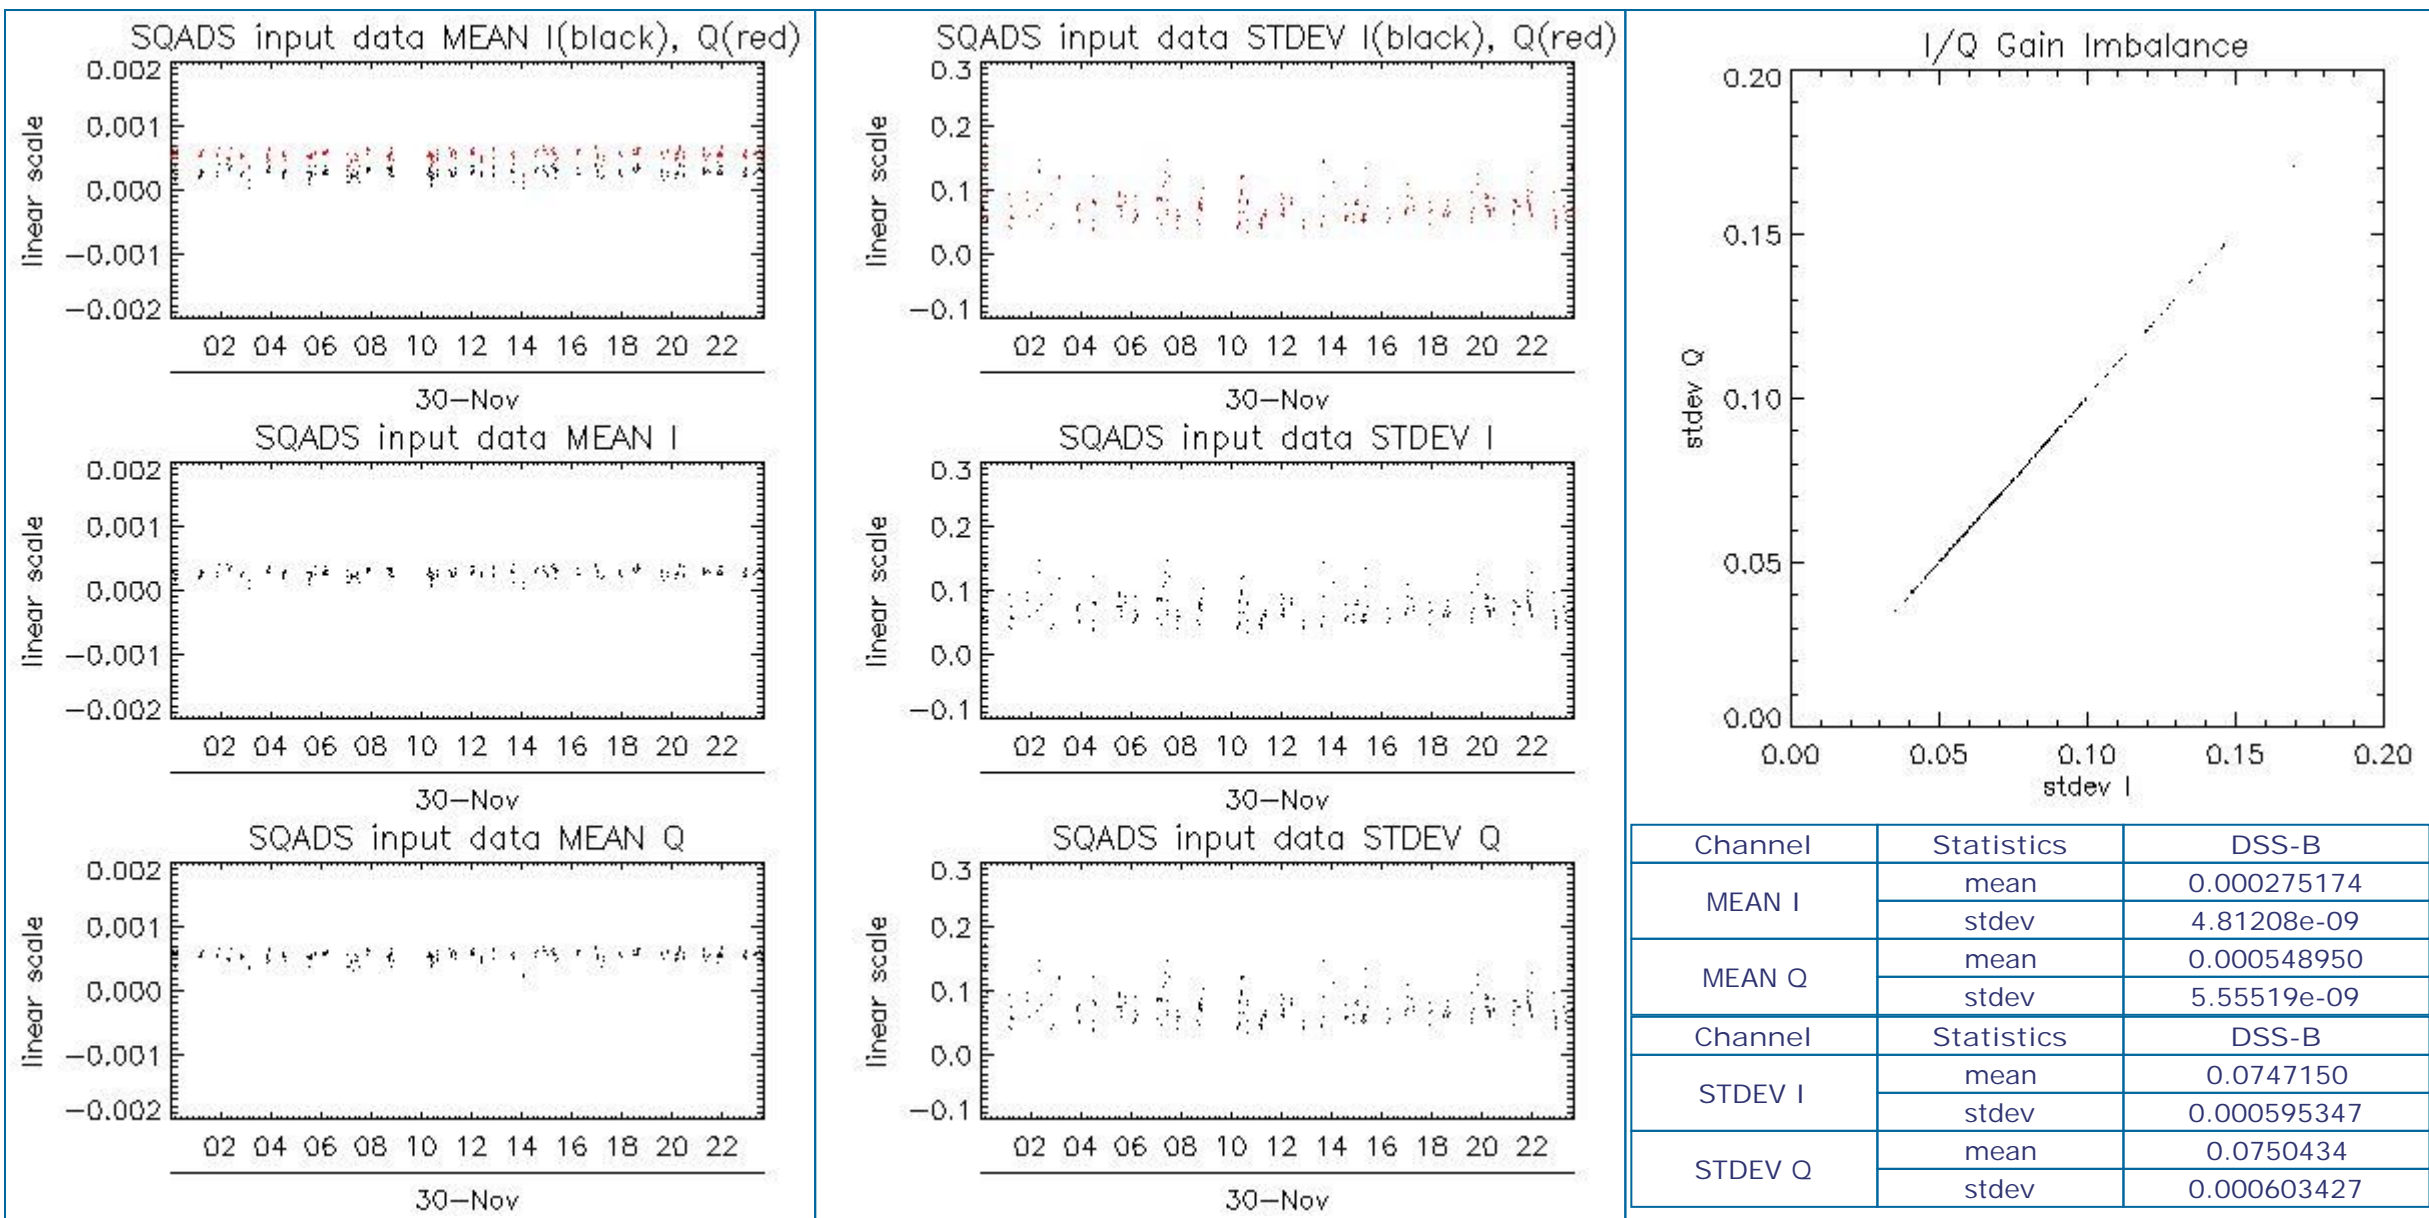 SQADS input data MEAN I(black), Q(red)
0.002
0.001
0.000
−0.001
−0.002
linear scale
02 04 06 08 10 12 14 16 18 20 22
30−Nov
SQADS input data MEAN I
0.002
0.001
0.000
−0.001
−0.002
linear scale
02 04 06 08 10 12 14 16 18 20 22
30−Nov
SQADS input data MEAN Q
0.002
0.001
0.000
−0.001
−0.002
linear scale
02 04 06 08 10 12 14 16 18 20 22
30−Nov
SQADS input data STDEV I(black), Q(red)
0.3
0.2
0.1
0.0
−0.1
linear scale
02 04 06 08 10 12 14 16 18 20 22
30−Nov
SQADS input data STDEV I
0.3
0.2
0.1
0.0
−0.1
linear scale
02 04 06 08 10 12 14 16 18 20 22
30−Nov
SQADS input data STDEV Q
0.3
0.2
0.1
0.0
−0.1
linear scale
02 04 06 08 10 12 14 16 18 20 22
30−Nov
I/Q Gain Imbalance
0.20
0.15
0.10
0.05
0.00
stdev Q
0.00 0.05 0.10 0.15 0.20
stdev I
Channel Statistics DSS-B
MEAN I mean 0.000275174
stdev 4.81208e-09
MEAN Q mean 0.000548950
stdev 5.55519e-09
Channel Statistics DSS-B
STDEV I mean 0.0747150
stdev 0.000595347
STDEV Q mean 0.0750434
stdev 0.000603427